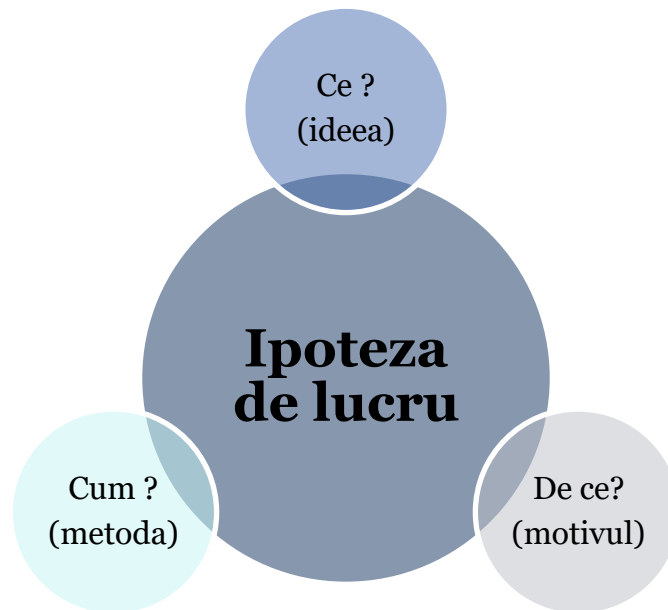 Ce ?
(ideea)
Ipoteza
de lucru
Cum ?
(metoda)
De ce?
(motivul)